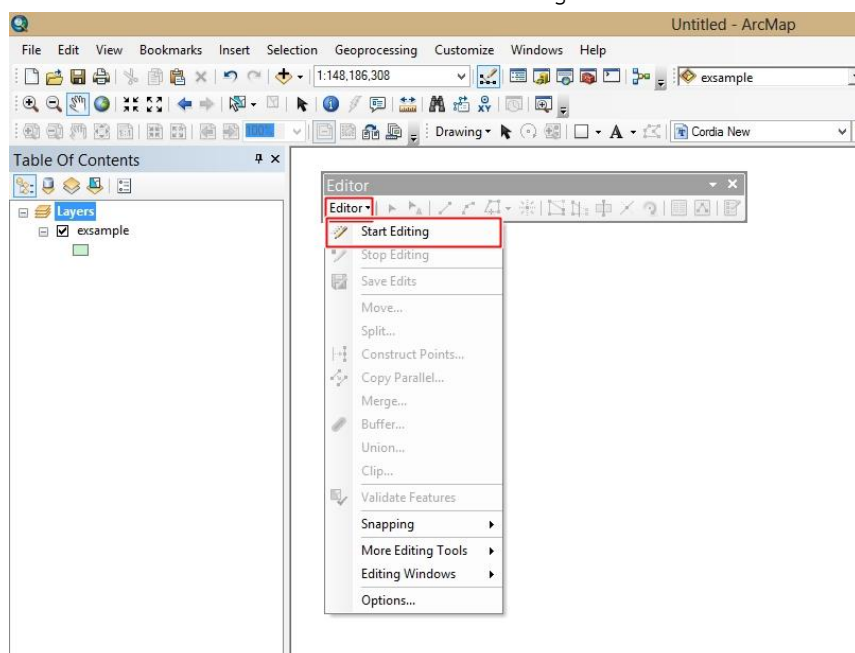 Untitled - ArcMap
File Edit View Bookmarks Insert Selection Geoprocessing Customize Windows Help
1:148,186,308 exsample
100% Drawing A Cordia New
Table Of Contents
Editor
Editor
Layers
exsample
Start Editing
Stop Editing
Save Edits
Move...
Split...
Construct Points...
Copy Parallel...
Merge...
Buffer...
Union...
Clip...
Validate Features
Snapping
More Editing Tools
Editing Windows
Options...